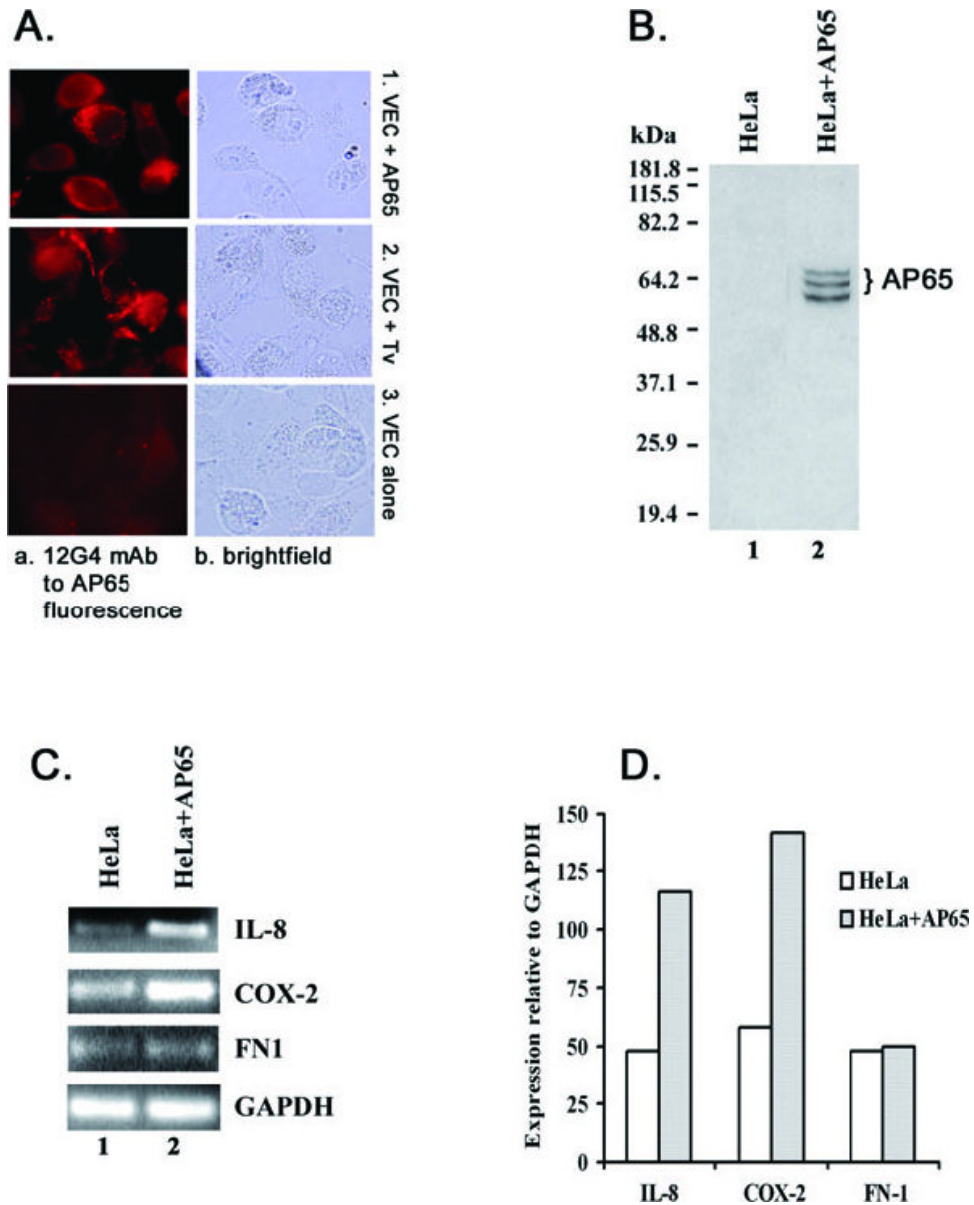 A.
1. VEC + AP65
2. VEC + Tv
3. VEC alone
a. 12G4 mAb
to AP65
fluorescence
b. brightfield
B.
HeLa
HeLa+AP65
kDa
181.8
115.5
82.2
64.2
48.8
37.1
25.9
19.4
} AP65
1
2
C.
HeLa
HeLa+AP65
IL-8
COX-2
FN1
GAPDH
1
2
D.
Expression relative to GAPDH
150
125
100
75
50
25
0
HeLa
HeLa+AP65
IL-8
COX-2
FN-1